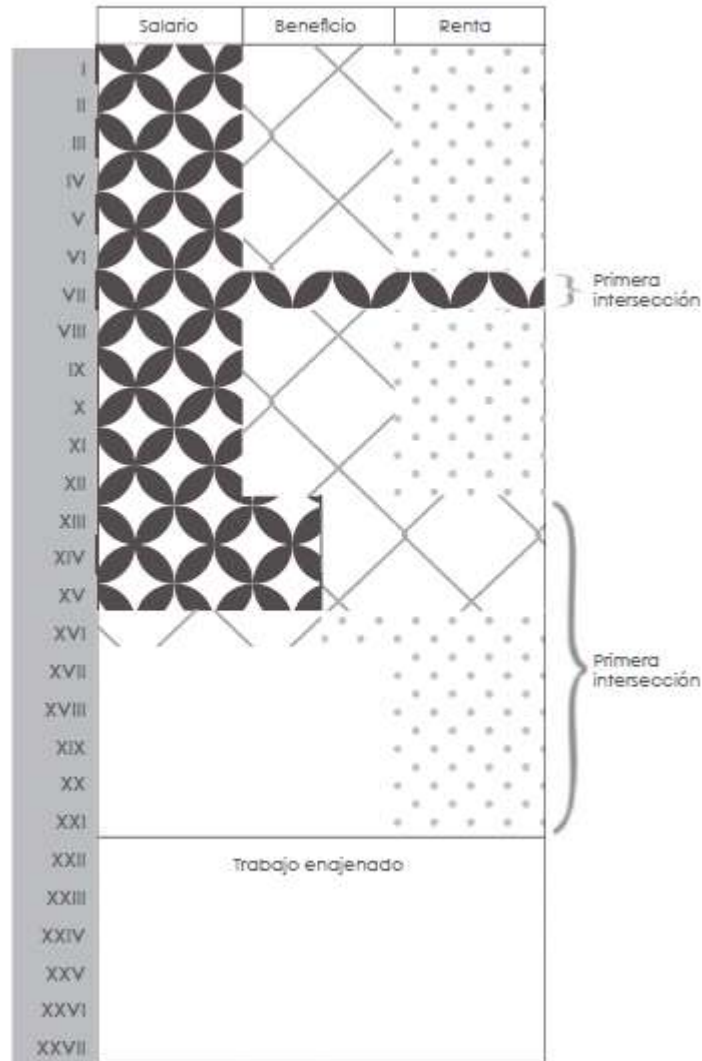 Salario Beneficio Renta
I
II
III
IV
V
VI
VII
Primera
intersección
VIII
IX
X
XI
XII
XIII
XIV
XV
XVI
XVII
Primera
intersección
XVIII
XIX
XX
XXI
XXII
Trabajo enajenado
XXIII
XXIV
XXV
XXVI
XXVII